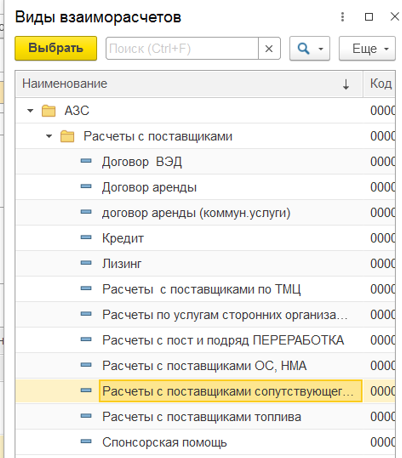 Виды взаиморасчетов
Выбрать Поиск (Ctrl+F) Еще
Наименование Код
АЗС 0000
Расчеты с поставщиками 0000
Договор ВЭД 0000
Договор аренды 0000
договор аренды (коммун.услуги) 0000
Кредит 0000
Лизинг 0000
Расчеты с поставщиками по ТМЦ 0000
Расчеты по услугам сторонних организа... 0000
Расчеты с пост и подряд ПЕРЕРАБОТКА 0000
Расчеты с поставщиками ОС, НМА 0000
Расчеты с поставщиками сопутствующег... 0000
Расчеты с поставщиками топлива 0000
Спонсорская помощь 0000